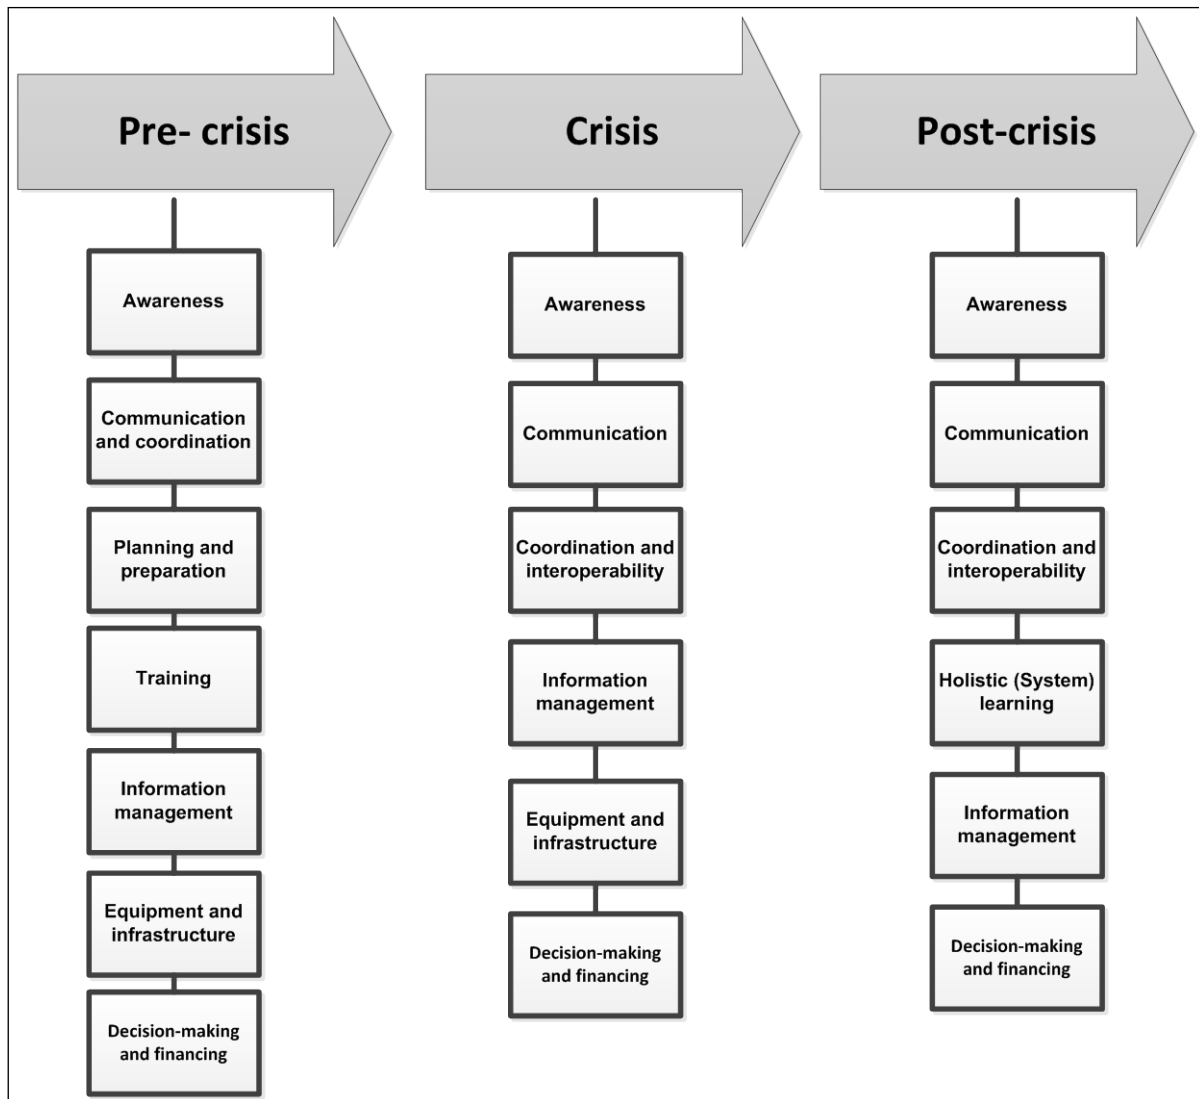 Pre- crisis
Awareness
Communication
and coordination
Planning and
preparation
Training
Information
management
Equipment and
infrastructure
Decision-making
and financing
Crisis
Awareness
Communication
Coordination and
interoperability
Information
management
Equipment and
infrastructure
Decision-making
and financing
Post-crisis
Awareness
Communication
Coordination and
interoperability
Holistic (System)
learning
Information
management
Decision-making
and financing